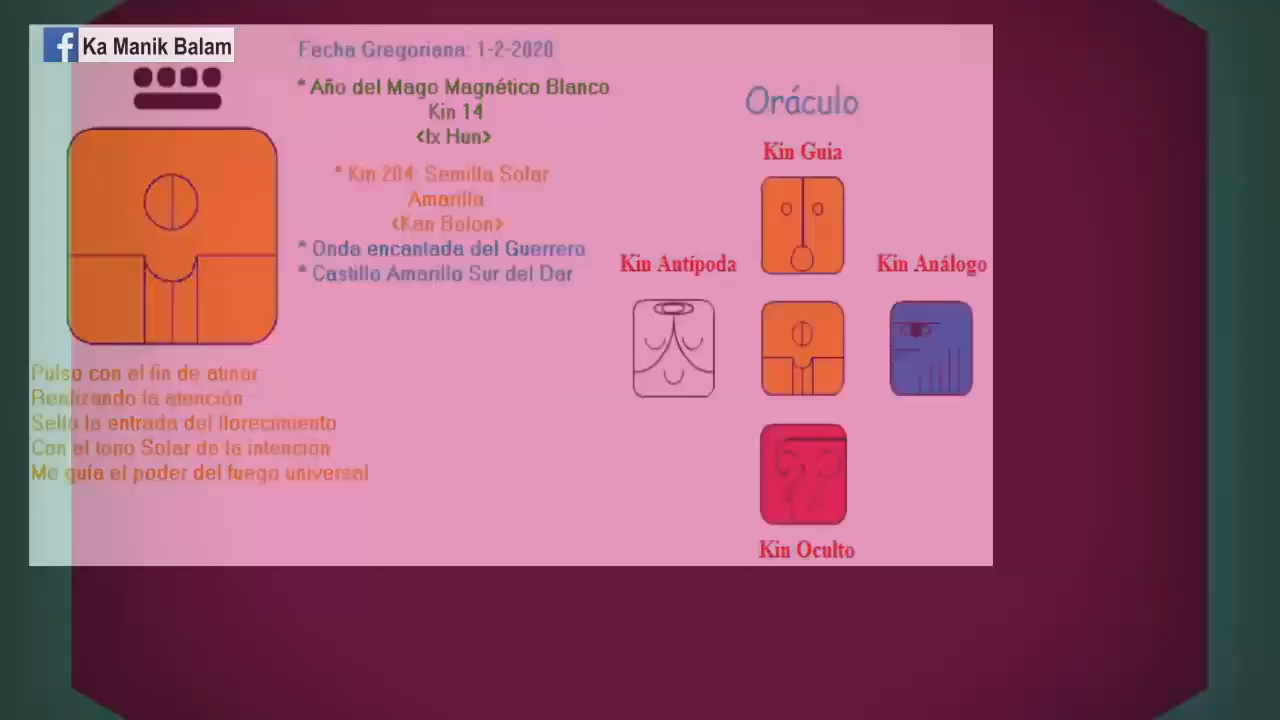 Ka Manik Balam
Fecha Gregoriana: 1-2-2020
* Año del Mago Magnético Blanco
Kin 14
<Ix Hun>
* Kin 204: Semilla Solar
Amarilla
<Kan Bolon>
* Onda encantada del Guerrero
* Castillo Amarillo Sur del Dar
Pulso con el fin de atinar
Realizando la atención
Sello la entrada del florecimiento
Con el tono Solar de la intención
Me guía el poder del fuego universal
Oráculo
Kin Guia
Kin Antípoda
Kin Análogo
Kin Oculto